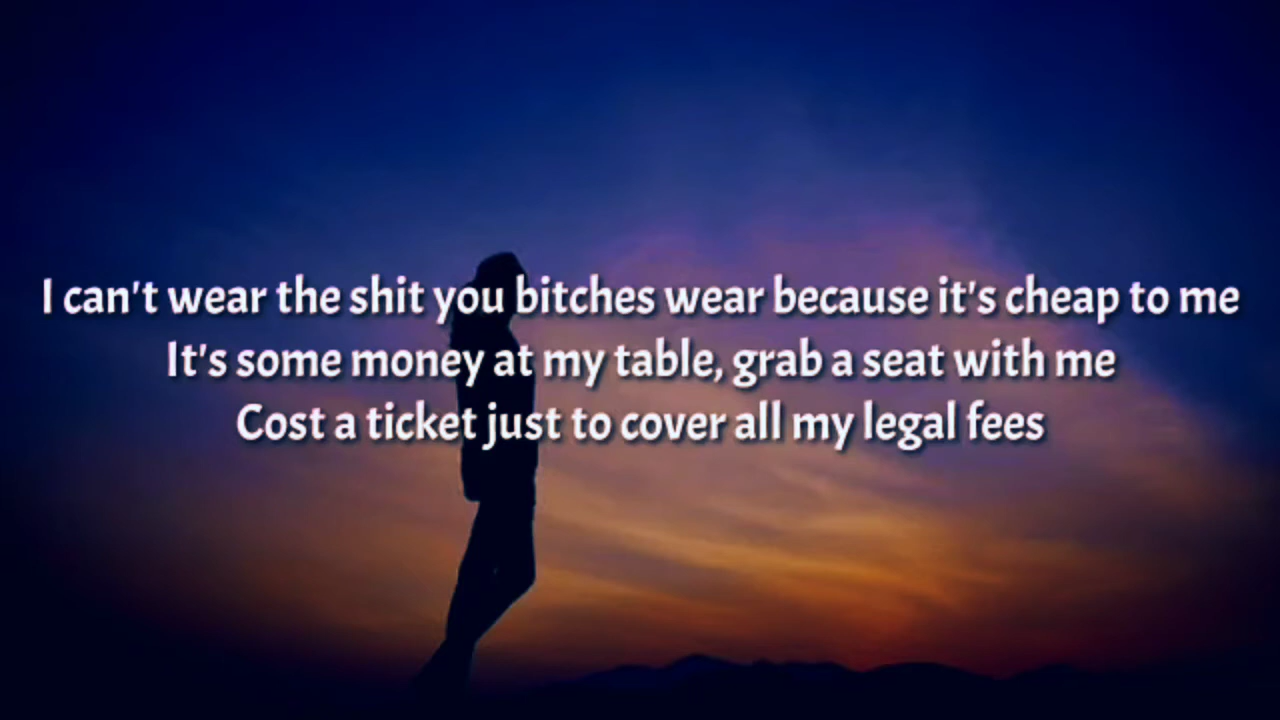 I can't wear the shit you bitches wear because it's cheap to me
It's some money at my table, grab a seat with me
Cost a ticket just to cover all my legal fees